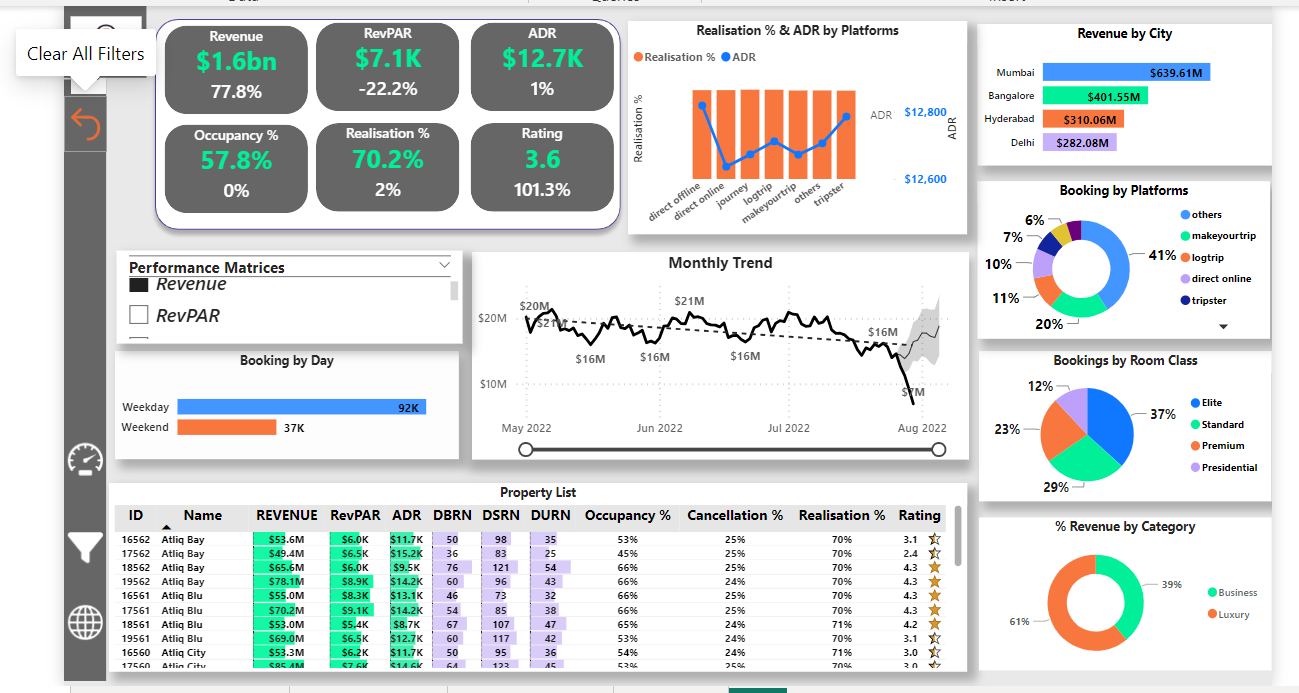 Clear All Filters
Revenue
$1.6bn
77.8%
RevPAR
$7.1K
-22.2%
ADR
$12.7K
1%
Occupancy %
57.8%
0%
Realisation %
70.2%
2%
Rating
3.6
101.3%
Realisation % & ADR by Platforms
Realisation % ADR
Realisation %
ADR
$12,800
$12,600
ADR
direct offline
direct online
journey
logtrip
makeyourtrip
others
tripster
Revenue by City
Mumbai $639.61M
Bangalore $401.55M
Hyderabad $310.06M
Delhi $282.08M
Booking by Platforms
6%
7%
10%
11%
20%
41%
others
makeyourtrip
logtrip
direct online
tripster
Performance Matrices
Revenue
RevPAR
Booking by Day
Weekday 92K
Weekend 37K
Monthly Trend
$20M
$10M
$20M
$21M
$16M
$16M
$21M
$16M
$16M
$7M
May 2022 Jun 2022 Jul 2022 Aug 2022
Bookings by Room Class
12%
23%
29%
37%
Elite
Standard
Premium
Presidential
Property List
ID Name REVENUE RevPAR ADR DBRN DSRN DURN Occupancy % Cancellation % Realisation % Rating
16562 Atliq Bay $53.6M $6.0K $11.7K 50 98 35 53% 25% 70% 3.1
17562 Atliq Bay $49.4M $6.5K $15.2K 36 83 25 45% 25% 70% 2.4
18562 Atliq Bay $65.6M $6.0K $9.5K 76 121 54 66% 25% 70% 4.3
19562 Atliq Bay $78.1M $8.9K $14.2K 60 96 43 66% 24% 70% 4.3
16561 Atliq Blu $55.0M $8.3K $13.1K 46 73 32 66% 25% 70% 4.3
17561 Atliq Blu $70.2M $9.1K $14.2K 54 85 38 66% 24% 70% 4.3
18561 Atliq Blu $53.0M $5.4K $8.7K 67 107 47 65% 24% 71% 4.2
19561 Atliq Blu $69.0M $6.5K $12.7K 60 117 42 53% 25% 70% 3.1
16560 Atliq City $53.3M $6.2K $11.7K 50 95 36 54% 24% 71% 3.0
17560 Atliq City $85.4M $7.6K $14.6K 64 123 45 53% 25% 70% 3.0
% Revenue by Category
39%
61%
Business
Luxury